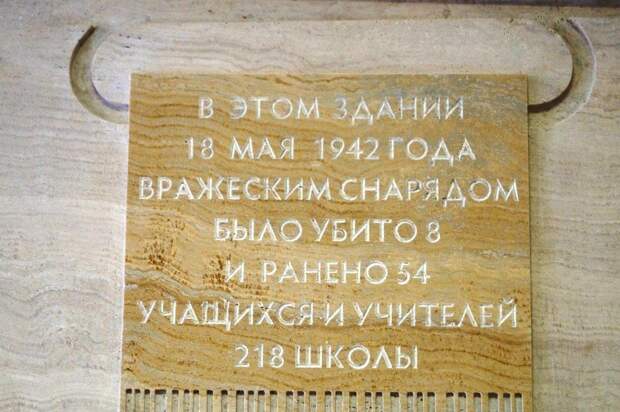 В ЭТОМ ЗДАНИИ
18 МАЯ 1942 ГОДА
ВРАЖЕСКИМ СНАРЯДОМ
БЫЛО УБИТО 8
И РАНЕНО 54
УЧАЩИХСЯ И УЧИТЕЛЕЙ
218 ШКОЛЫ